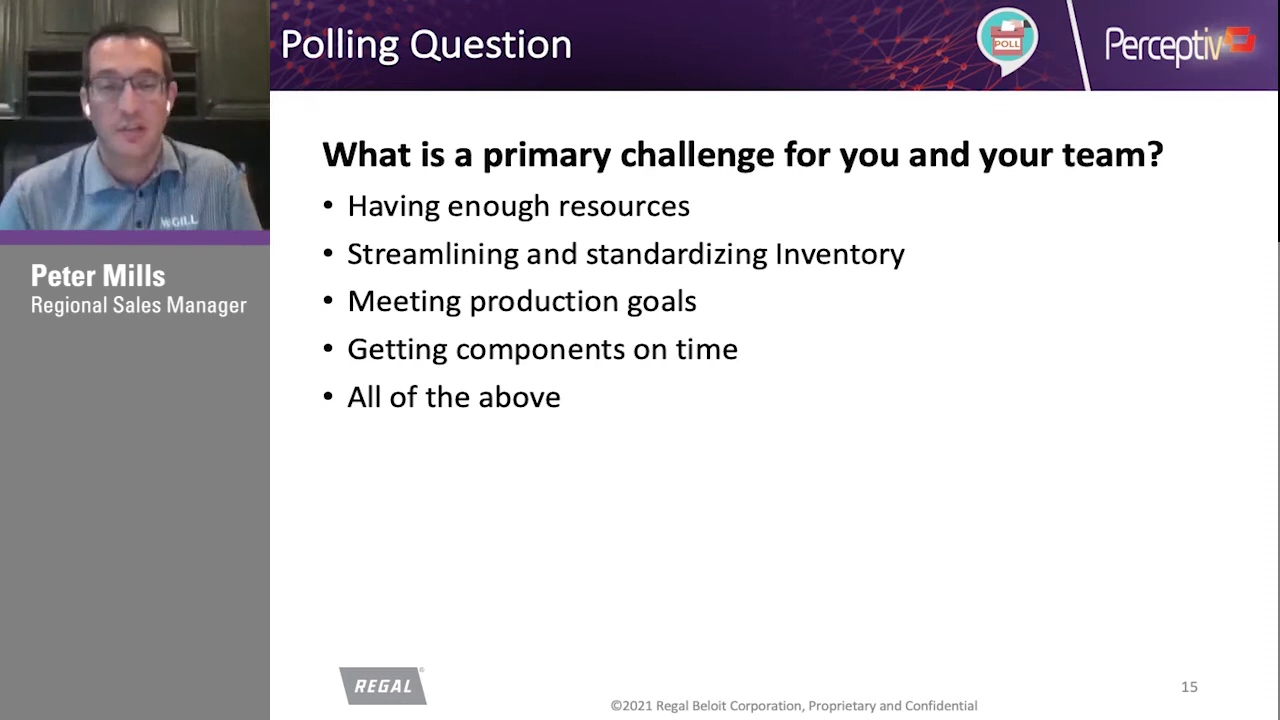 Polling Question
POLL
Perceptiv
McGILL
Peter Mills
Regional Sales Manager
What is a primary challenge for you and your team?
• Having enough resources
• Streamlining and standardizing Inventory
• Meeting production goals
• Getting components on time
• All of the above
REGAL®
©2021 Regal Beloit Corporation, Proprietary and Confidential
15